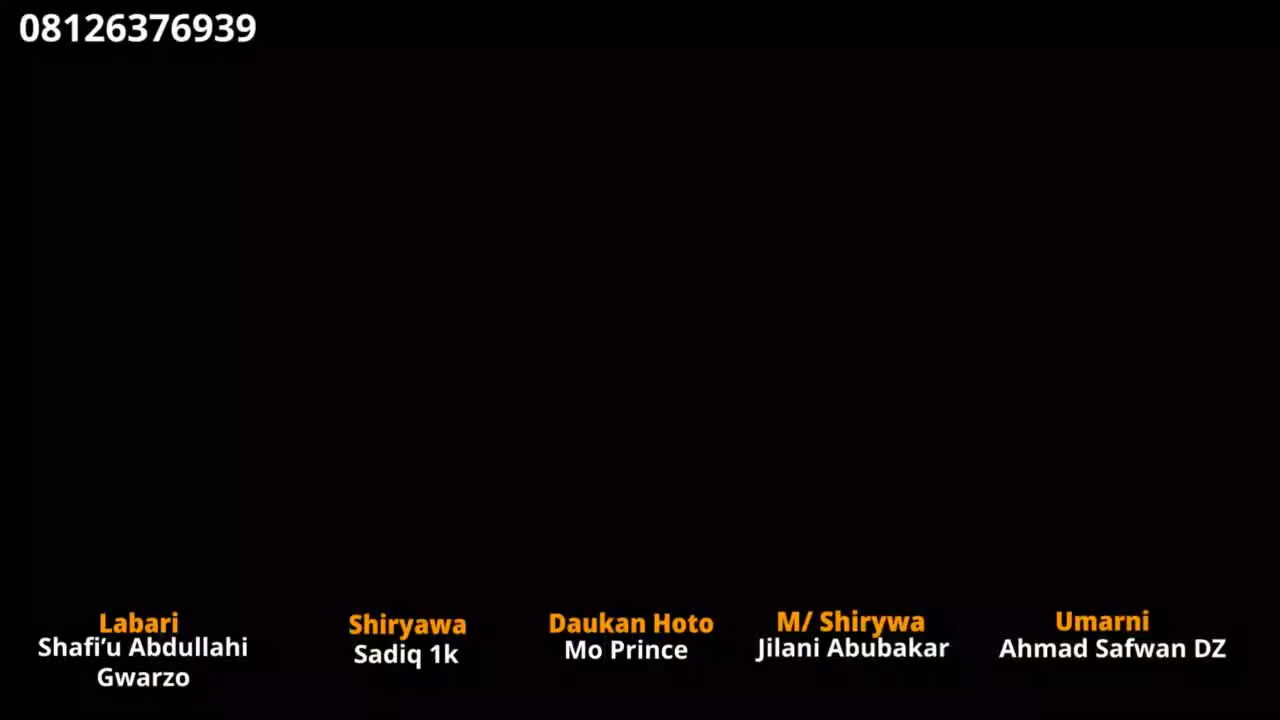 08126376939
Labari
Shafi’u Abdullahi
Gwarzo
Shiryawa
Sadiq 1k
Daukan Hoto
Mo Prince
M/ Shirywa
Jilani Abubakar
Umarni
Ahmad Safwan DZ